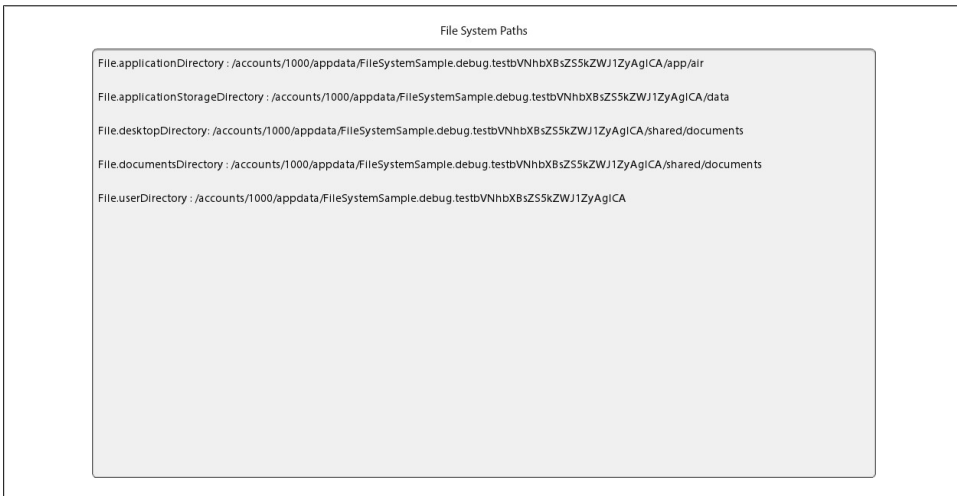 File System Paths
File.applicationDirectory : /accounts/1000/appdata/FileSystemSample.debug.testbVNhbXBsZS5kZWJ1ZyAgICA/app/air
File.applicationStorageDirectory : /accounts/1000/appdata/FileSystemSample.debug.testbVNhbXBsZS5kZWJ1ZyAgICA/data
File.desktopDirectory: /accounts/1000/appdata/FileSystemSample.debug.testbVNhbXBsZS5kZWJ1ZyAgICA/shared/documents
File.documentsDirectory : /accounts/1000/appdata/FileSystemSample.debug.testbVNhbXBsZS5kZWJ1ZyAgICA/shared/documents
File.userDirectory : /accounts/1000/appdata/FileSystemSample.debug.testbVNhbXBsZS5kZWJ1ZyAgICA